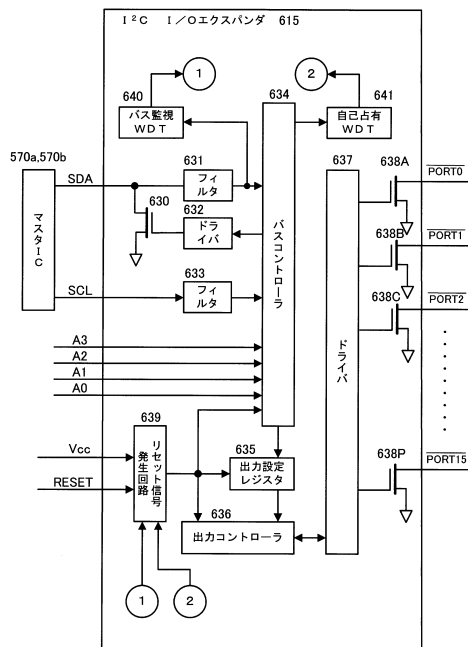 I²C I/Oエクスパンダ 615
1
2
640
バス監視
WDT
634
641
自己占有
WDT
570a,570b
マスタIC
SDA
631
フィルタ
630
632
ドライバ
637
638A
PORT0
638B
PORT1
638C
PORT2
バスコントローラ
ドライバ
SCL
633
フィルタ
A3
A2
A1
A0
639
リセット信号
発生回路
Vcc
RESET
635
出力設定
レジスタ
636
出力コントローラ
638P
PORT15
1
2